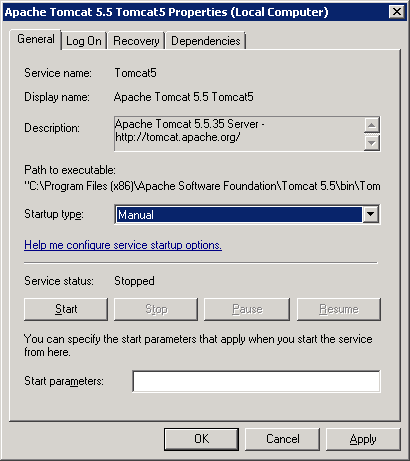 Apache Tomcat 5.5 Tomcat5 Properties (Local Computer)
General Log On Recovery Dependencies
Service name: Tomcat5
Display name: Apache Tomcat 5.5 Tomcat5
Description: Apache Tomcat 5.5.35 Server -
http://tomcat.apache.org/
Path to executable:
"C:\Program Files (x86)\Apache Software Foundation\Tomcat 5.5\bin\Tom
Startup type: Manual
Help me configure service startup options.
Service status: Stopped
Start Stop Pause Resume
You can specify the start parameters that apply when you start the service
from here.
Start parameters:
OK Cancel Apply